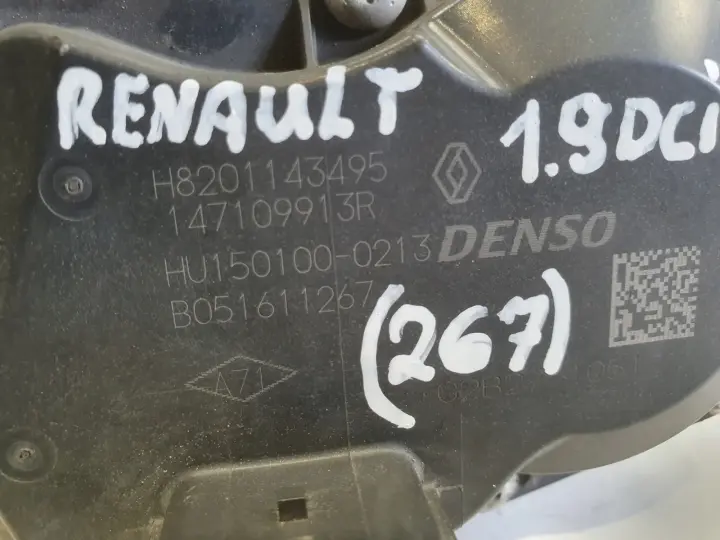 RENAULT 1.9DCi
H8201143495
147109913R
HU150100-0213 DENSO
B051611267
(267)
A71